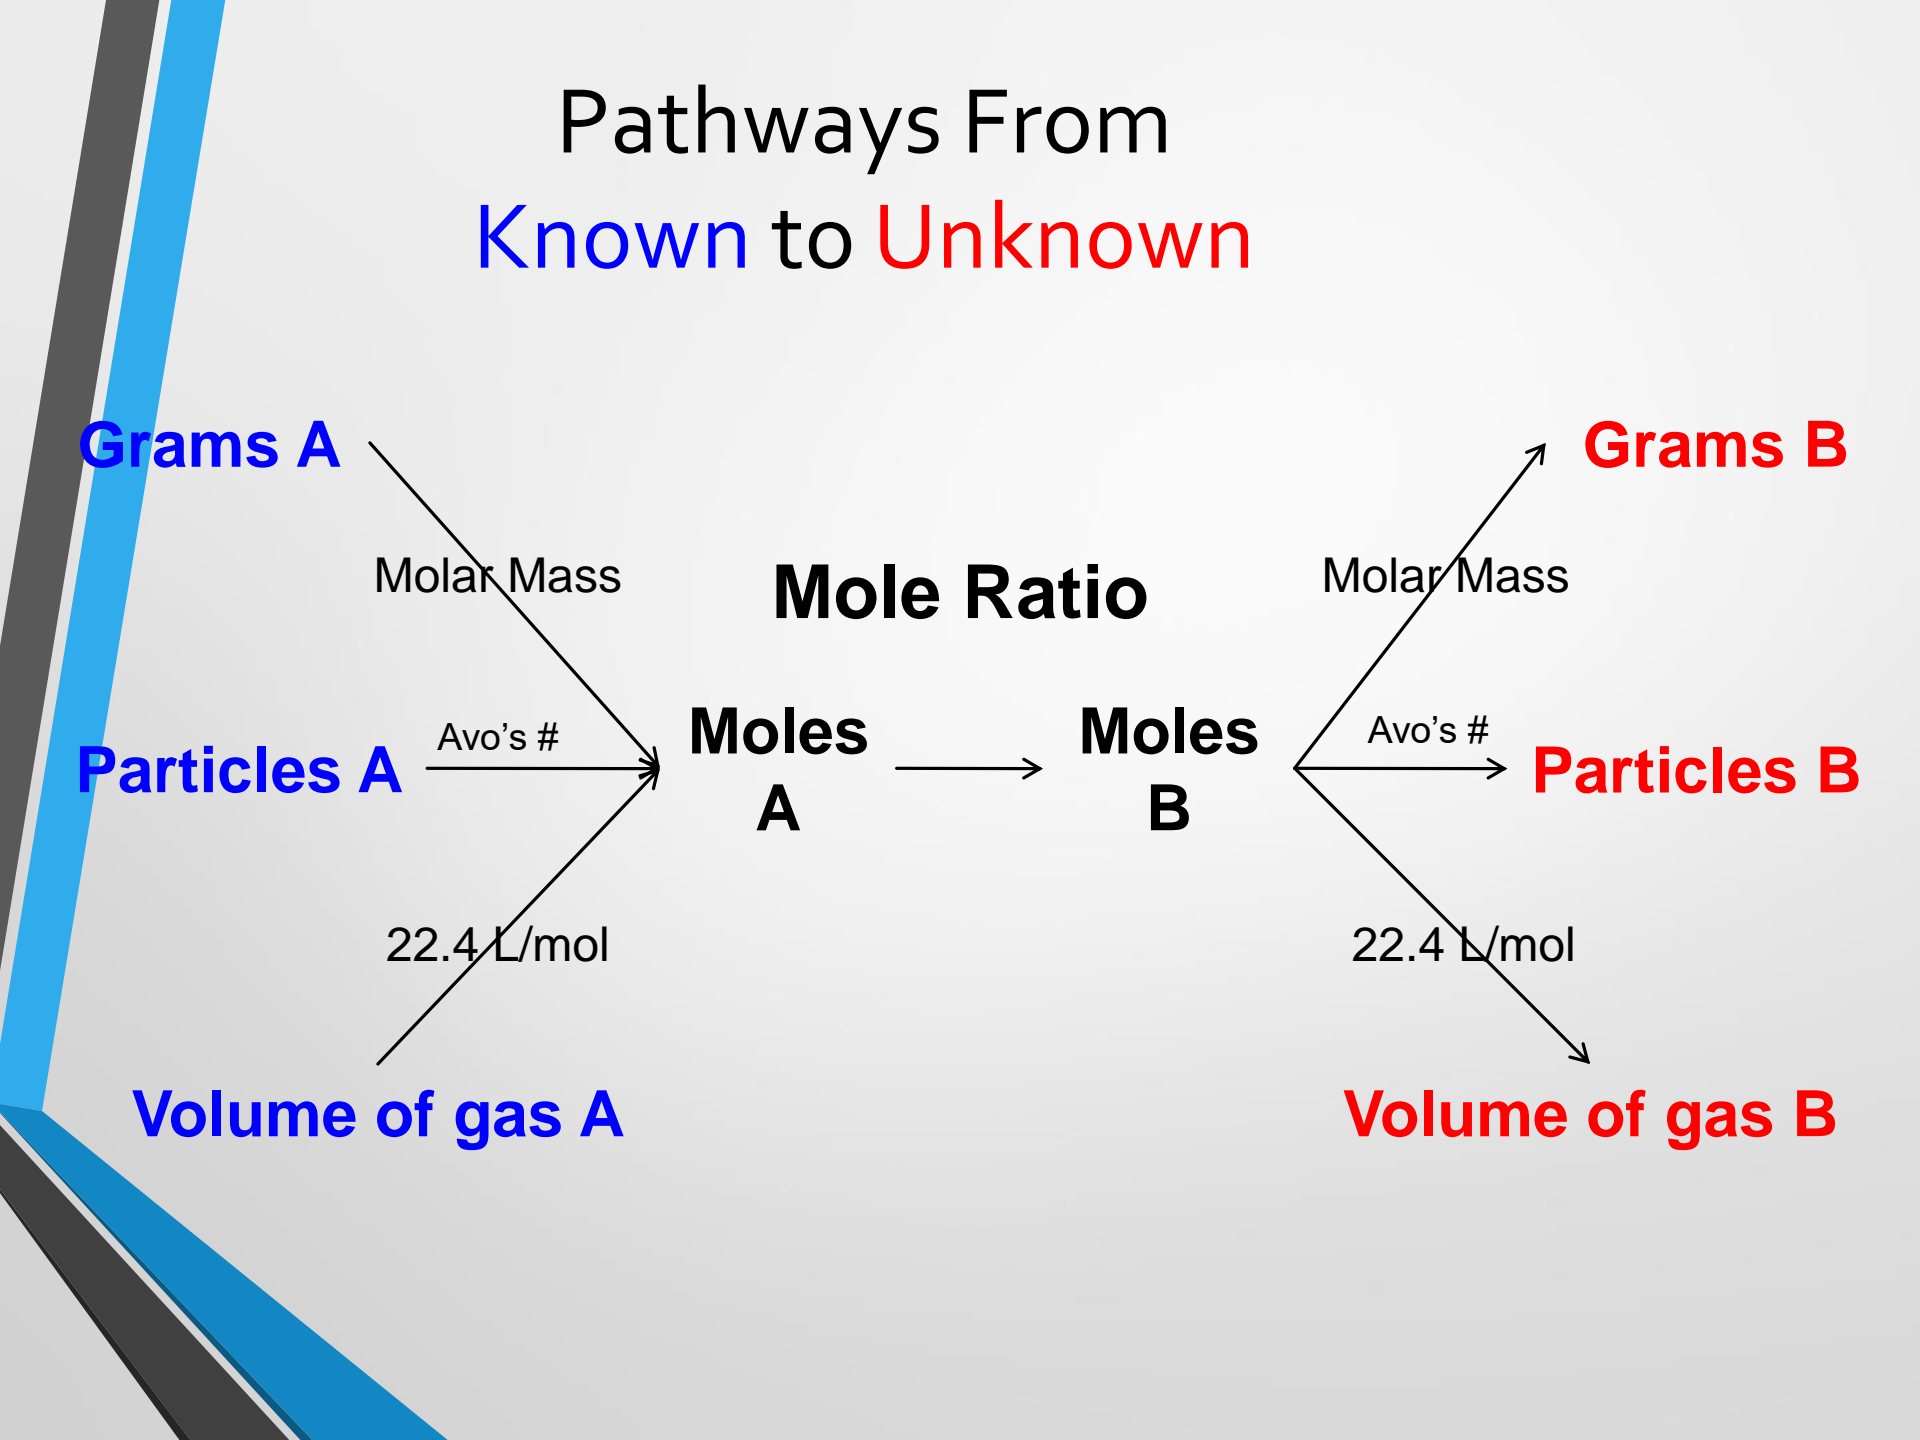 Pathways From
Known to Unknown
Grams A
Grams B
Molar Mass
Mole Ratio
Molar Mass
Particles A
Avo’s #
Moles
A
Moles
B
Avo’s #
Particles B
22.4 L/mol
22.4 L/mol
Volume of gas A
Volume of gas B